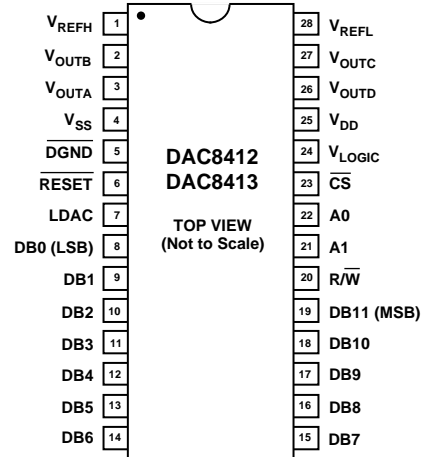 VREFH 1
VOUTB 2
VOUTA 3
VSS 4
DGND 5
RESET 6
LDAC 7
DB0 (LSB) 8
DB1 9
DB2 10
DB3 11
DB4 12
DB5 13
DB6 14
DAC8412
DAC8413
TOP VIEW
(Not to Scale)
28 VREFL
27 VOUTC
26 VOUTD
25 VDD
24 VLOGIC
23 CS
22 A0
21 A1
20 R/W
19 DB11 (MSB)
18 DB10
17 DB9
16 DB8
15 DB7